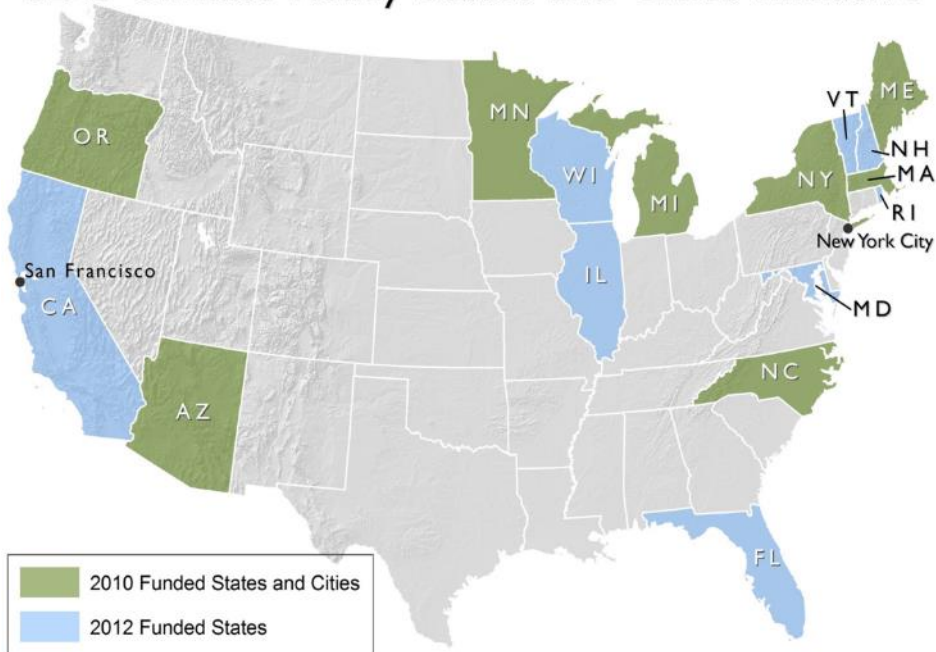 OR
MN
VT
ME
NH
WI
NY
MA
MI
RI
New York City
San Francisco
IL
CA
MD
NC
AZ
FL
2010 Funded States and Cities
2012 Funded States